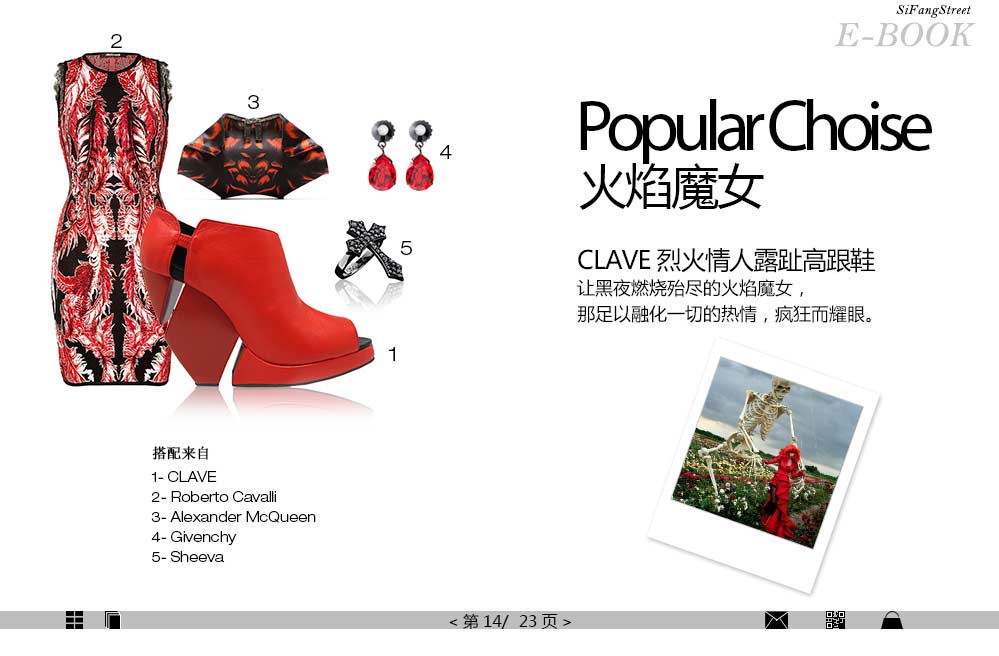 SiFangStreet
E-BOOK
2
3
4
5
1
Popular Choise
火焰魔女
CLAVE 烈火情人露趾高跟鞋
让黑夜燃烧殆尽的火焰魔女，
那足以融化一切的热情，疯狂而耀眼。
搭配来自
1- CLAVE
2- Roberto Cavalli
3- Alexander McQueen
4- Givenchy
5- Sheeva
< 第 14/ 23 页 >